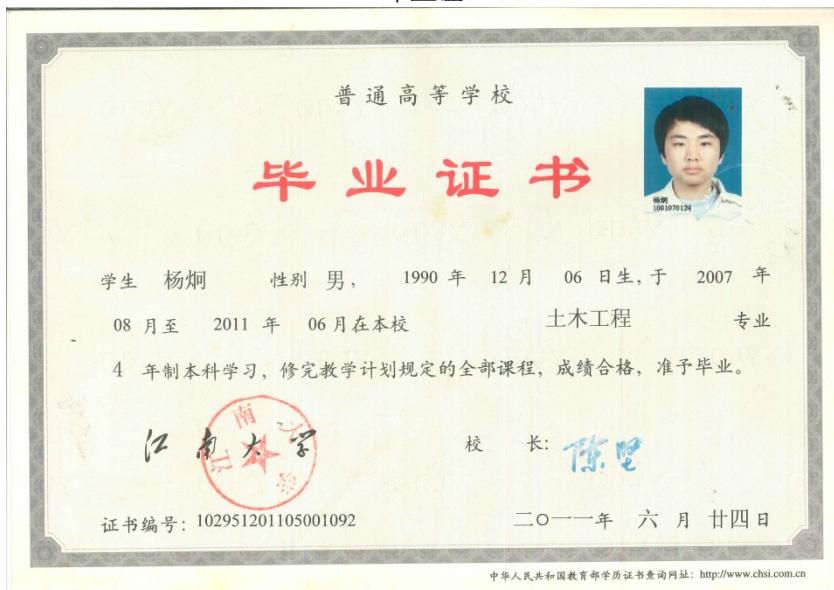 普通高等学校
毕业证书
杨炯
1001070124
学生 杨炯 性别 男， 1990 年 12 月 06 日生，于 2007 年
08 月至 2011 年 06 月在本校 土木工程 专业
4 年制本科学习，修完教学计划规定的全部课程，成绩合格，准予毕业。
江南大学 校 长: 陈坚
江南大学
证书编号：102951201105001092 二〇一一年 六 月 廿四日
中华人民共和国教育部学历证书查询网址：http://www.chsi.com.cn